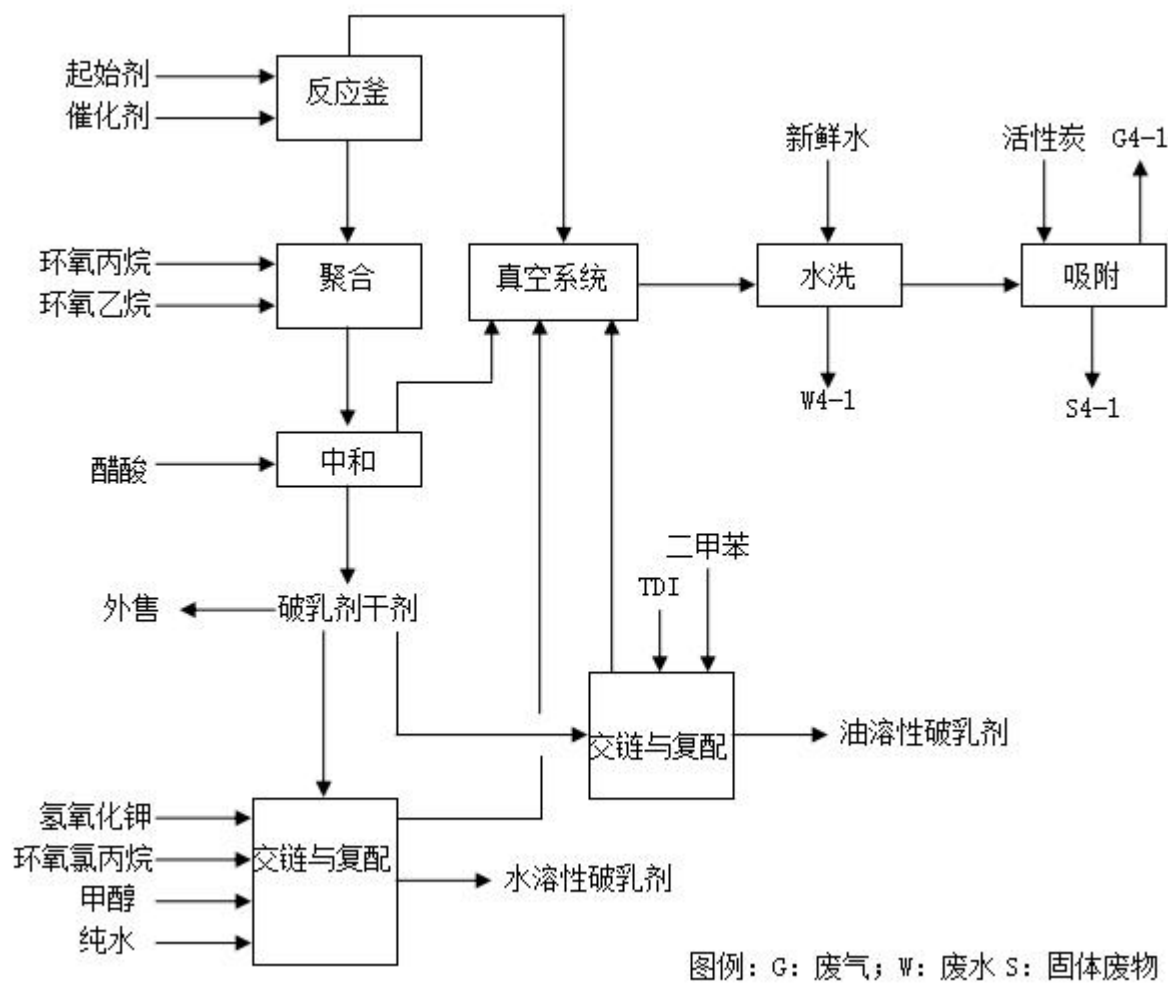 起始剂
催化剂
反应釜
新鲜水
活性炭
G4-1
环氧丙烷
环氧乙烷
聚合
真空系统
水洗
吸附
W4-1
S4-1
醋酸
中和
二甲苯
TDI
外售
破乳剂干剂
交链与复配
油溶性破乳剂
氢氧化钾
环氧氯丙烷
甲醇
纯水
交链与复配
水溶性破乳剂
图例：G：废气；W：废水 S：固体废物